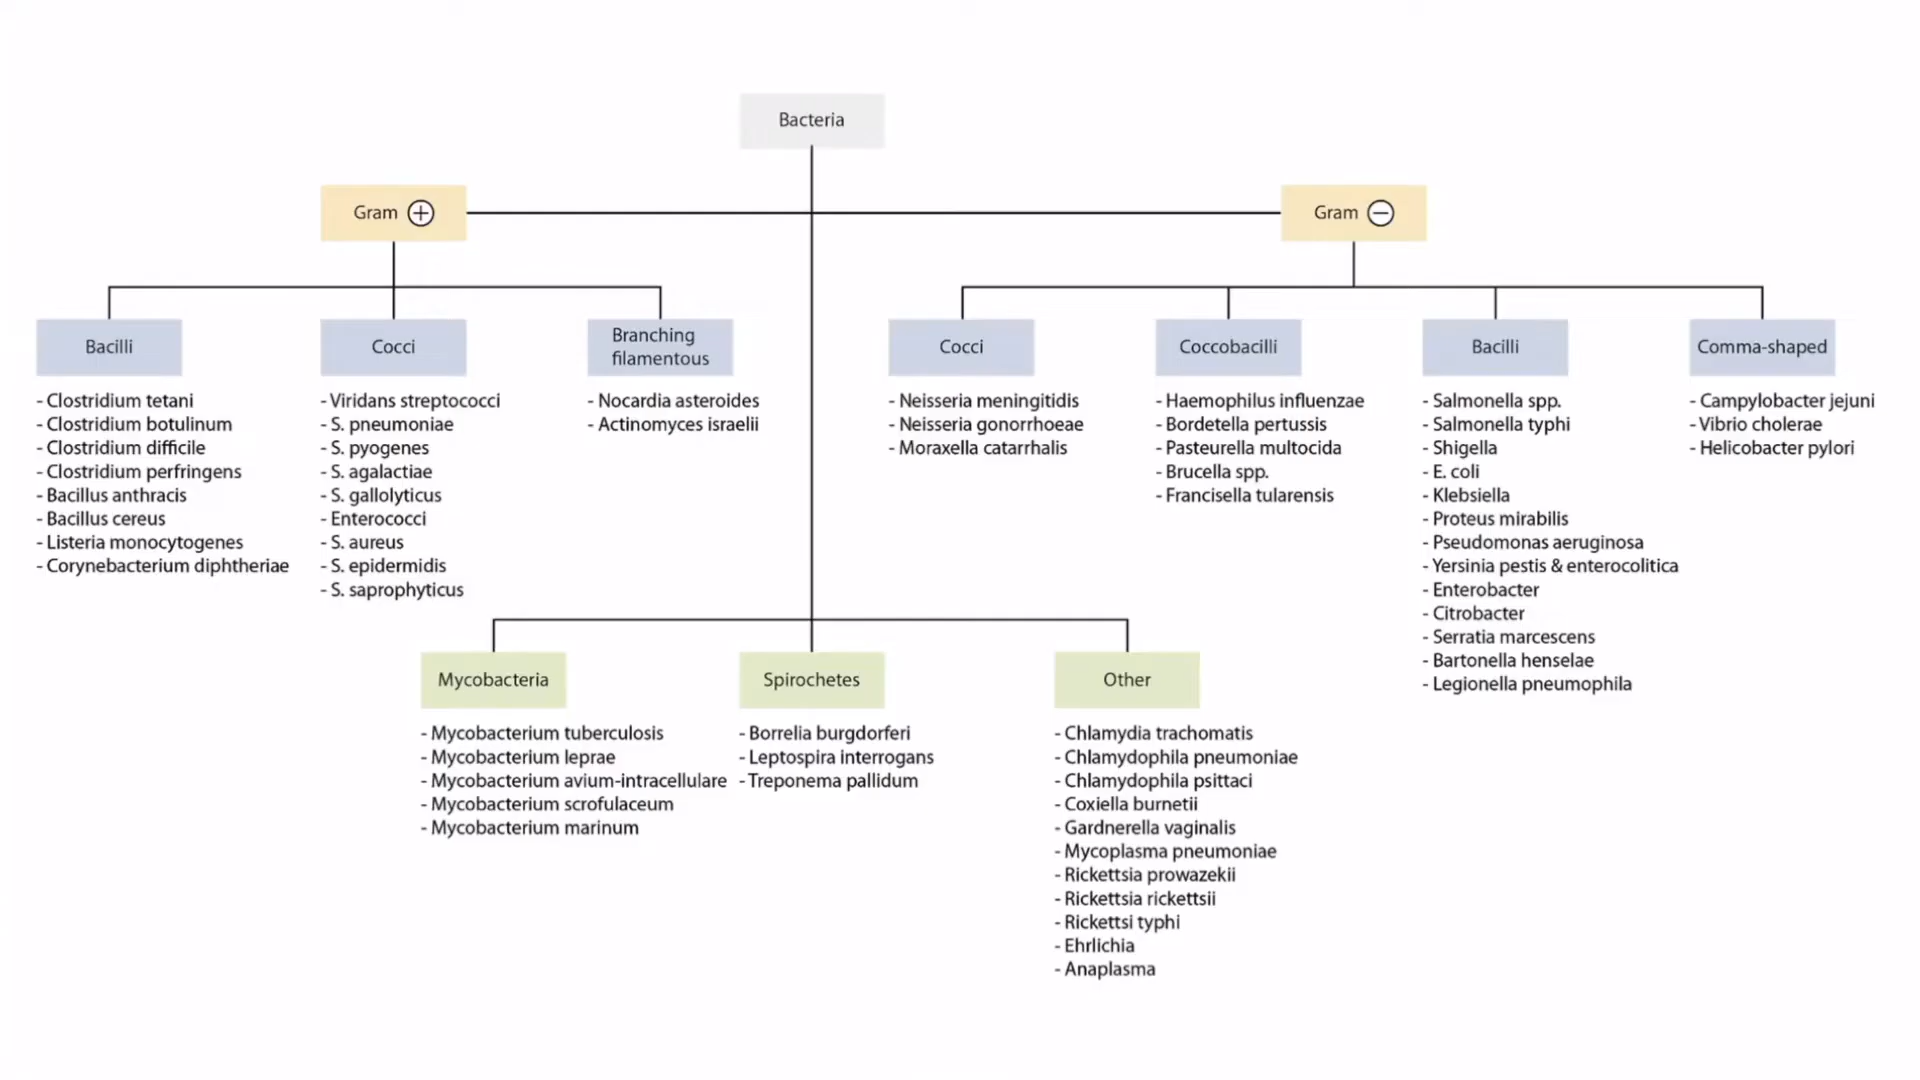 Bacteria
Gram +
Gram −
Bacilli
- Clostridium tetani
- Clostridium botulinum
- Clostridium difficile
- Clostridium perfringens
- Bacillus anthracis
- Bacillus cereus
- Listeria monocytogenes
- Corynebacterium diphtheriae
Cocci
- Viridans streptococci
- S. pneumoniae
- S. pyogenes
- S. agalactiae
- S. gallolyticus
- Enterococci
- S. aureus
- S. epidermidis
- S. saprophyticus
Branching
filamentous
- Nocardia asteroides
- Actinomyces israelii
Cocci
- Neisseria meningitidis
- Neisseria gonorrhoeae
- Moraxella catarrhalis
Coccobacilli
- Haemophilus influenzae
- Bordetella pertussis
- Pasteurella multocida
- Brucella spp.
- Francisella tularensis
Bacilli
- Salmonella spp.
- Salmonella typhi
- Shigella
- E. coli
- Klebsiella
- Proteus mirabilis
- Pseudomonas aeruginosa
- Yersinia pestis & enterocolitica
- Enterobacter
- Citrobacter
- Serratia marcescens
- Bartonella henselae
- Legionella pneumophila
Comma-shaped
- Campylobacter jejuni
- Vibrio cholerae
- Helicobacter pylori
Mycobacteria
- Mycobacterium tuberculosis
- Mycobacterium leprae
- Mycobacterium avium-intracellulare
- Mycobacterium scrofulaceum
- Mycobacterium marinum
Spirochetes
- Borrelia burgdorferi
- Leptospira interrogans
- Treponema pallidum
Other
- Chlamydia trachomatis
- Chlamydophila pneumoniae
- Chlamydophila psittaci
- Coxiella burnetii
- Gardnerella vaginalis
- Mycoplasma pneumoniae
- Rickettsia prowazekii
- Rickettsia rickettsii
- Rickettsi typhi
- Ehrlichia
- Anaplasma